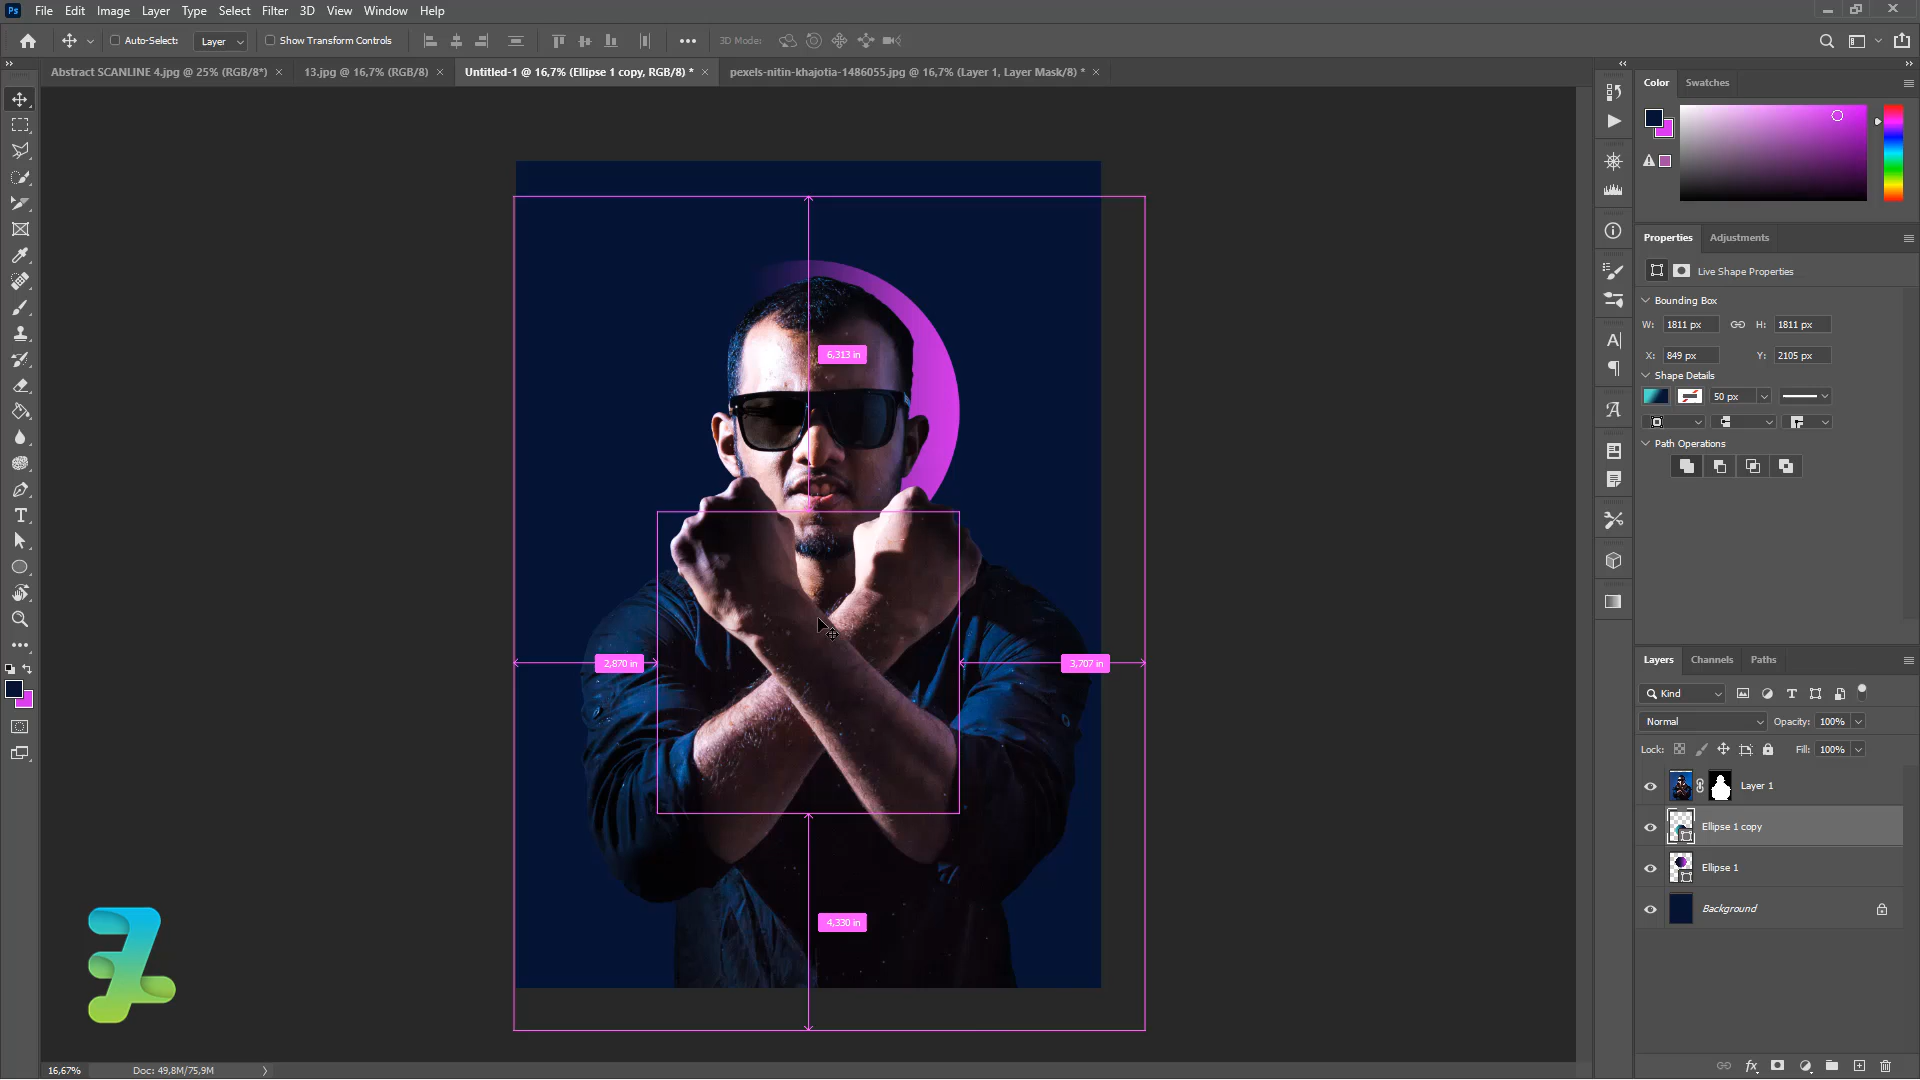 Ps File Edit Image Layer Type Select Filter 3D View Window Help
Auto-Select: Layer Show Transform Controls 3D Mode:
Abstract SCANLINE 4.jpg @ 25% (RGB/8*) × 13.jpg @ 16,7% (RGB/8) × Untitled-1 @ 16,7% (Ellipse 1 copy, RGB/8) * × pexels-nitin-khajotia-1486055.jpg @ 16,7% (Layer 1, Layer Mask/8) * ×
Color Swatches
Properties Adjustments
Live Shape Properties
Bounding Box
W: 1811 px H: 1811 px
X: 849 px Y: 2105 px
Shape Details
50 px
Path Operations
6,313 in
2,870 in
3,707 in
4,330 in
Layers Channels Paths
Kind
Normal Opacity: 100%
Lock: Fill: 100%
Layer 1
Ellipse 1 copy
Ellipse 1
Background
16,67% Doc: 49,8M/75,9M